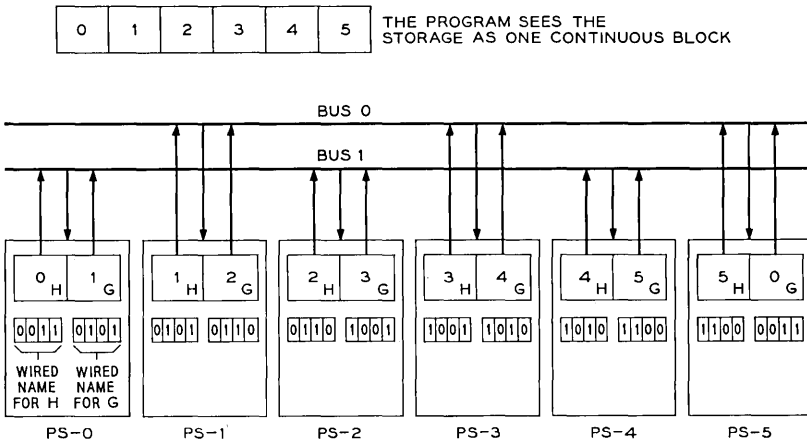 0 1 2 3 4 5
THE PROGRAM SEES THE
STORAGE AS ONE CONTINUOUS BLOCK
BUS 0
BUS 1
0 H 1 G
1 H 2 G
2 H 3 G
3 H 4 G
4 H 5 G
5 H 0 G
0011 0101
0101 0110
0110 1001
1001 1010
1010 1100
1100 0011
WIRED NAME FOR H
WIRED NAME FOR G
PS-0
PS-1
PS-2
PS-3
PS-4
PS-5